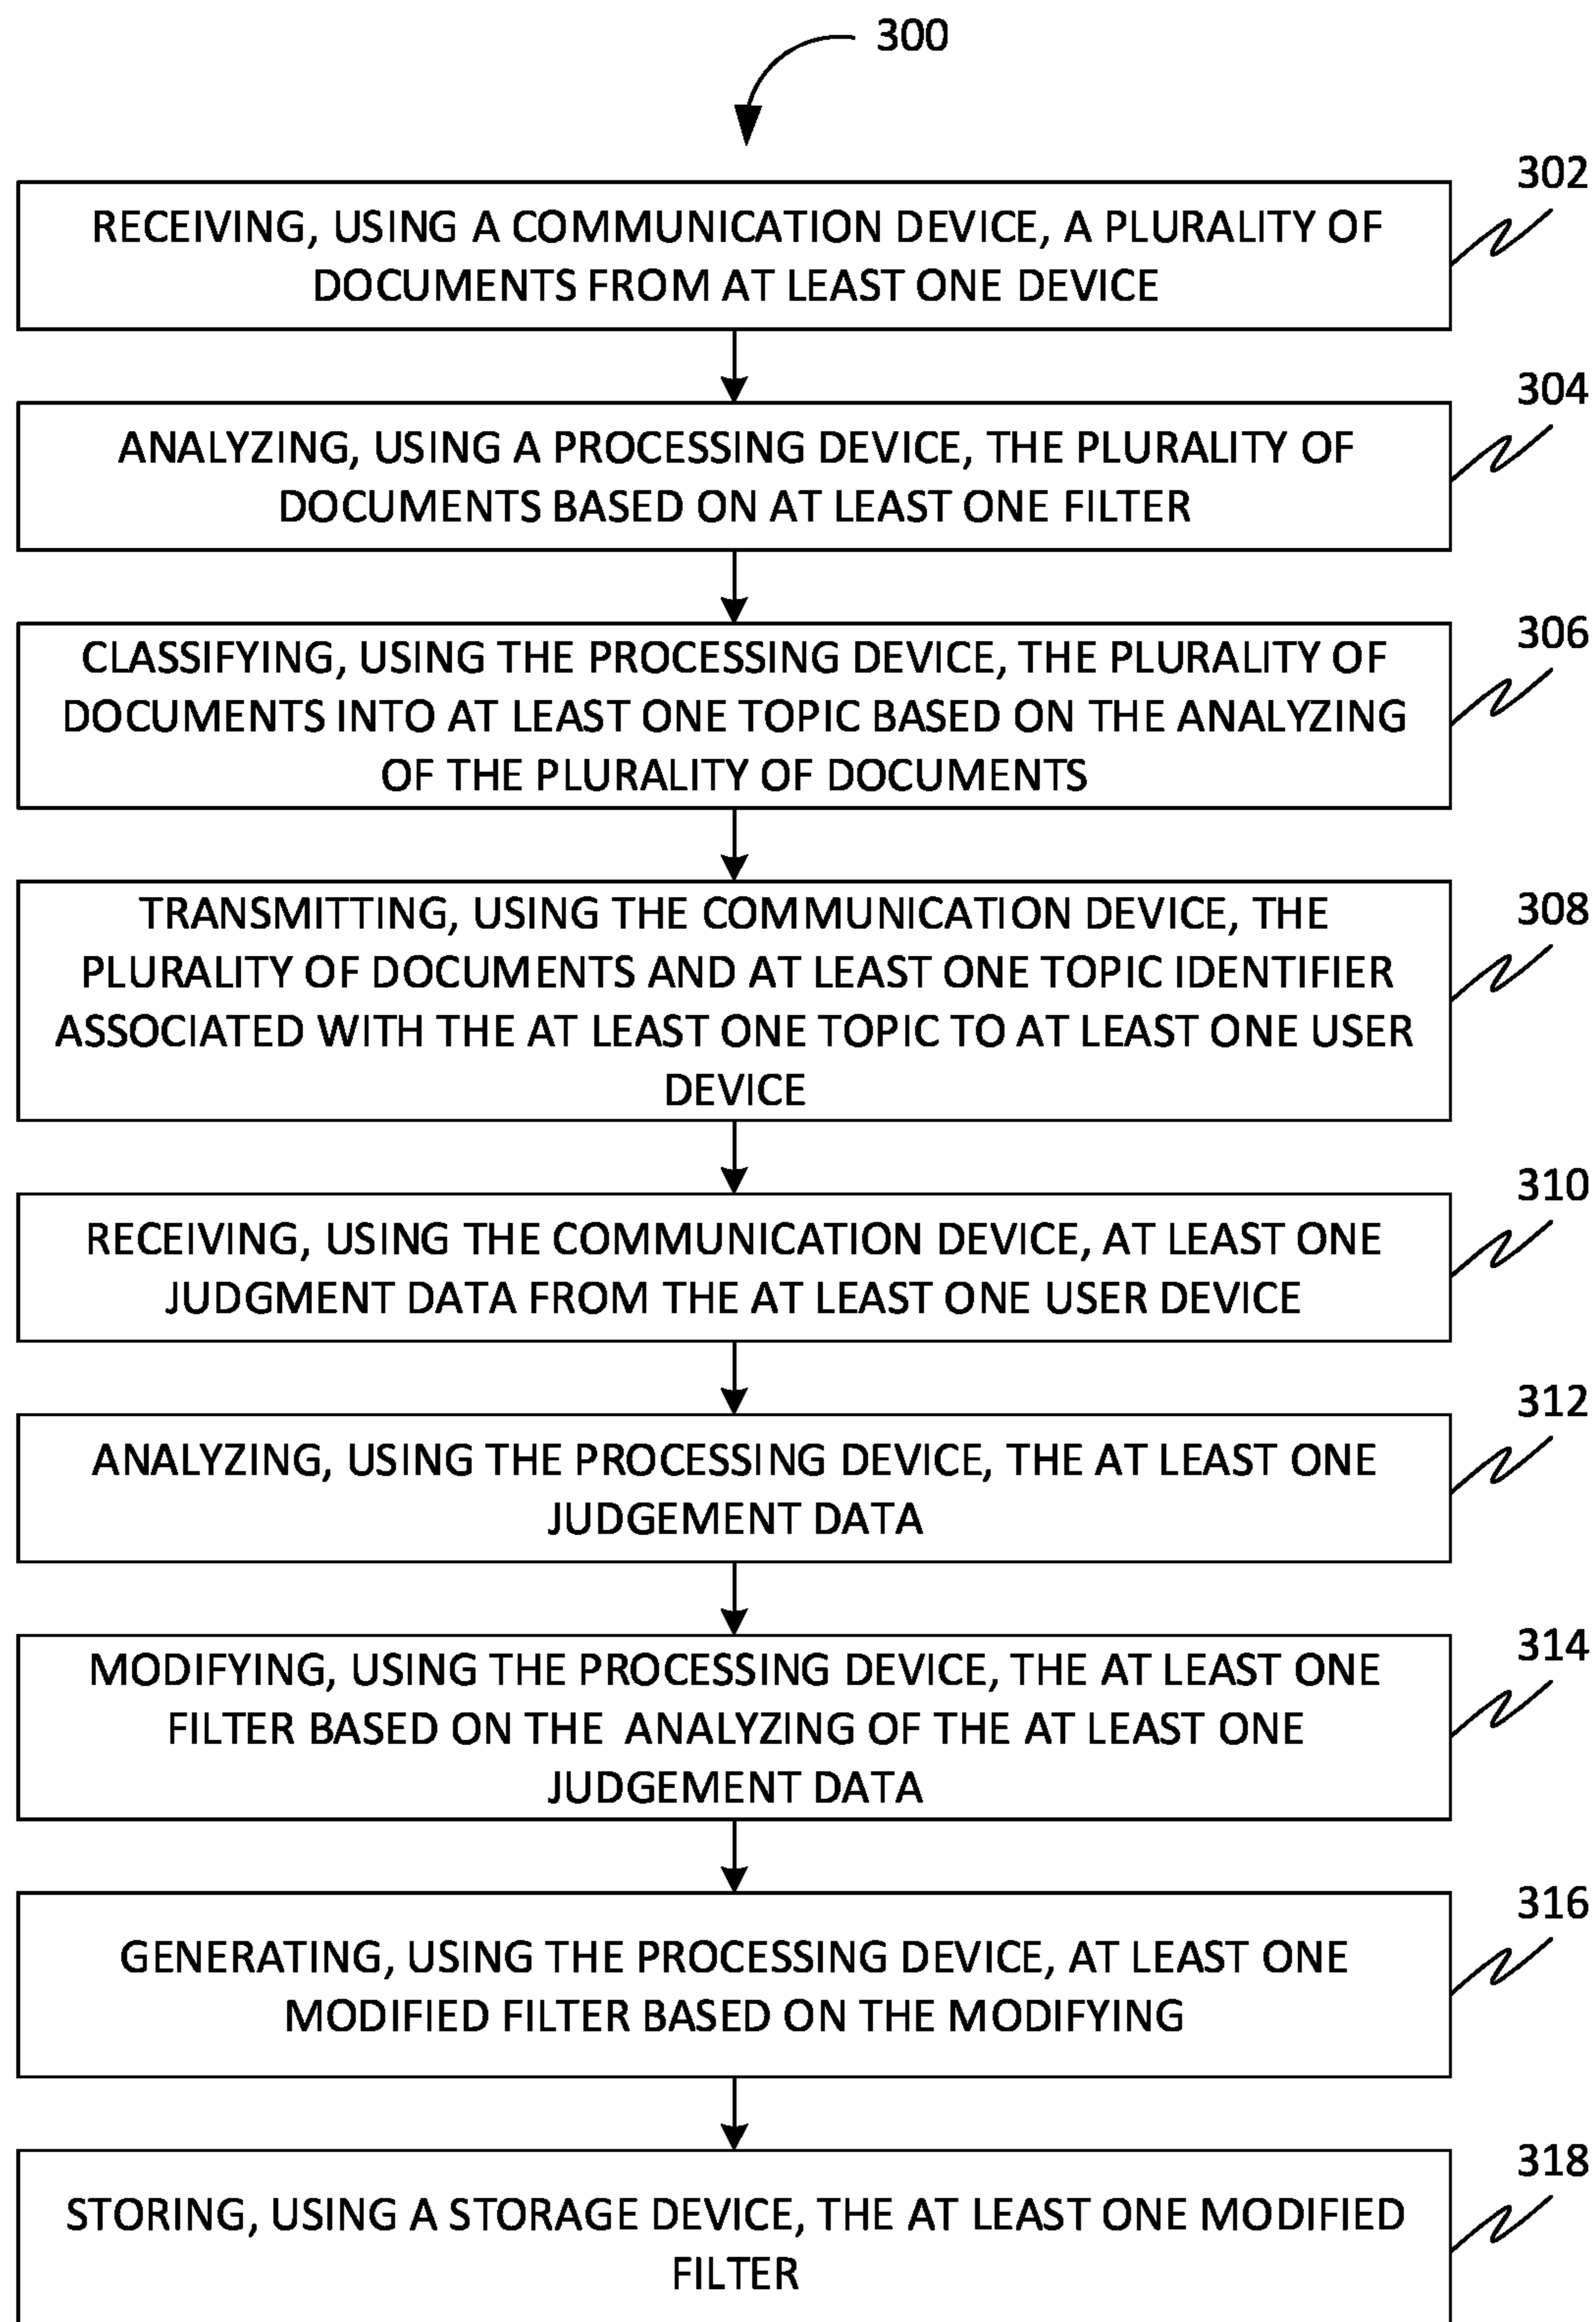 300
302
RECEIVING, USING A COMMUNICATION DEVICE, A PLURALITY OF
DOCUMENTS FROM AT LEAST ONE DEVICE
304
ANALYZING, USING A PROCESSING DEVICE, THE PLURALITY OF
DOCUMENTS BASED ON AT LEAST ONE FILTER
306
CLASSIFYING, USING THE PROCESSING DEVICE, THE PLURALITY OF
DOCUMENTS INTO AT LEAST ONE TOPIC BASED ON THE ANALYZING
OF THE PLURALITY OF DOCUMENTS
308
TRANSMITTING, USING THE COMMUNICATION DEVICE, THE
PLURALITY OF DOCUMENTS AND AT LEAST ONE TOPIC IDENTIFIER
ASSOCIATED WITH THE AT LEAST ONE TOPIC TO AT LEAST ONE USER
DEVICE
310
RECEIVING, USING THE COMMUNICATION DEVICE, AT LEAST ONE
JUDGMENT DATA FROM THE AT LEAST ONE USER DEVICE
312
ANALYZING, USING THE PROCESSING DEVICE, THE AT LEAST ONE
JUDGEMENT DATA
314
MODIFYING, USING THE PROCESSING DEVICE, THE AT LEAST ONE
FILTER BASED ON THE ANALYZING OF THE AT LEAST ONE
JUDGEMENT DATA
316
GENERATING, USING THE PROCESSING DEVICE, AT LEAST ONE
MODIFIED FILTER BASED ON THE MODIFYING
318
STORING, USING A STORAGE DEVICE, THE AT LEAST ONE MODIFIED
FILTER